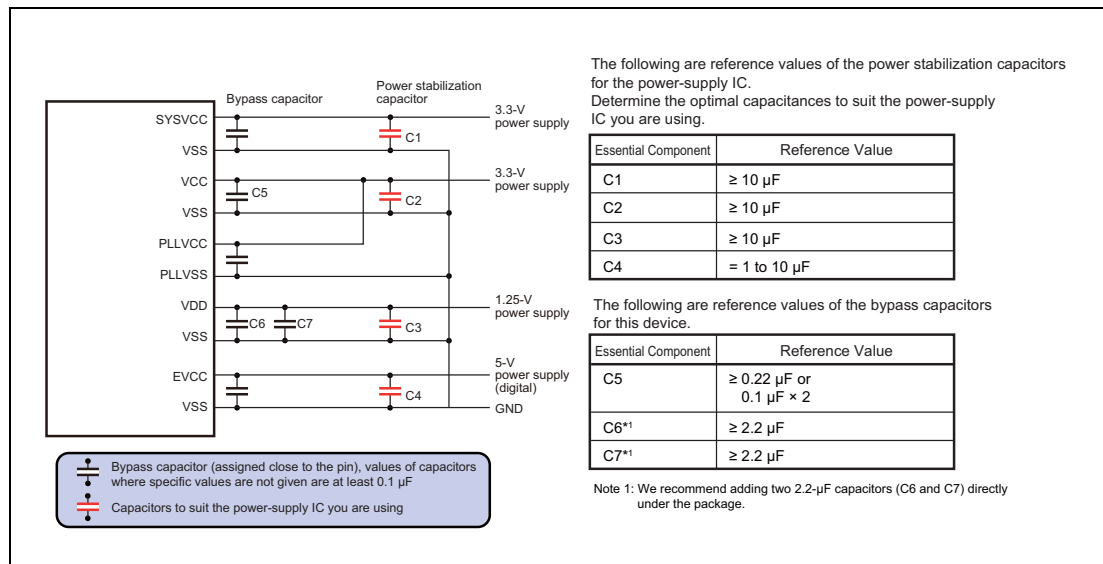 Bypass capacitor
Power stabilization
capacitor
SYSVCC
VSS
VCC
VSS
PLLVCC
PLLVSS
VDD
VSS
EVCC
VSS
C1
C5
C2
C6
C7
C3
C4
3.3-V
power supply
3.3-V
power supply
1.25-V
power supply
5-V
power supply
(digital)
GND
Bypass capacitor (assigned close to the pin), values of capacitors
where specific values are not given are at least 0.1 µF
Capacitors to suit the power-supply IC you are using
The following are reference values of the power stabilization capacitors
for the power-supply IC.
Determine the optimal capacitances to suit the power-supply
IC you are using.
Essential Component Reference Value
C1 ≥ 10 µF
C2 ≥ 10 µF
C3 ≥ 10 µF
C4 = 1 to 10 µF
The following are reference values of the bypass capacitors
for this device.
Essential Component Reference Value
C5 ≥ 0.22 µF or
0.1 µF × 2
C6*1 ≥ 2.2 µF
C7*1 ≥ 2.2 µF
Note 1: We recommend adding two 2.2-µF capacitors (C6 and C7) directly
under the package.